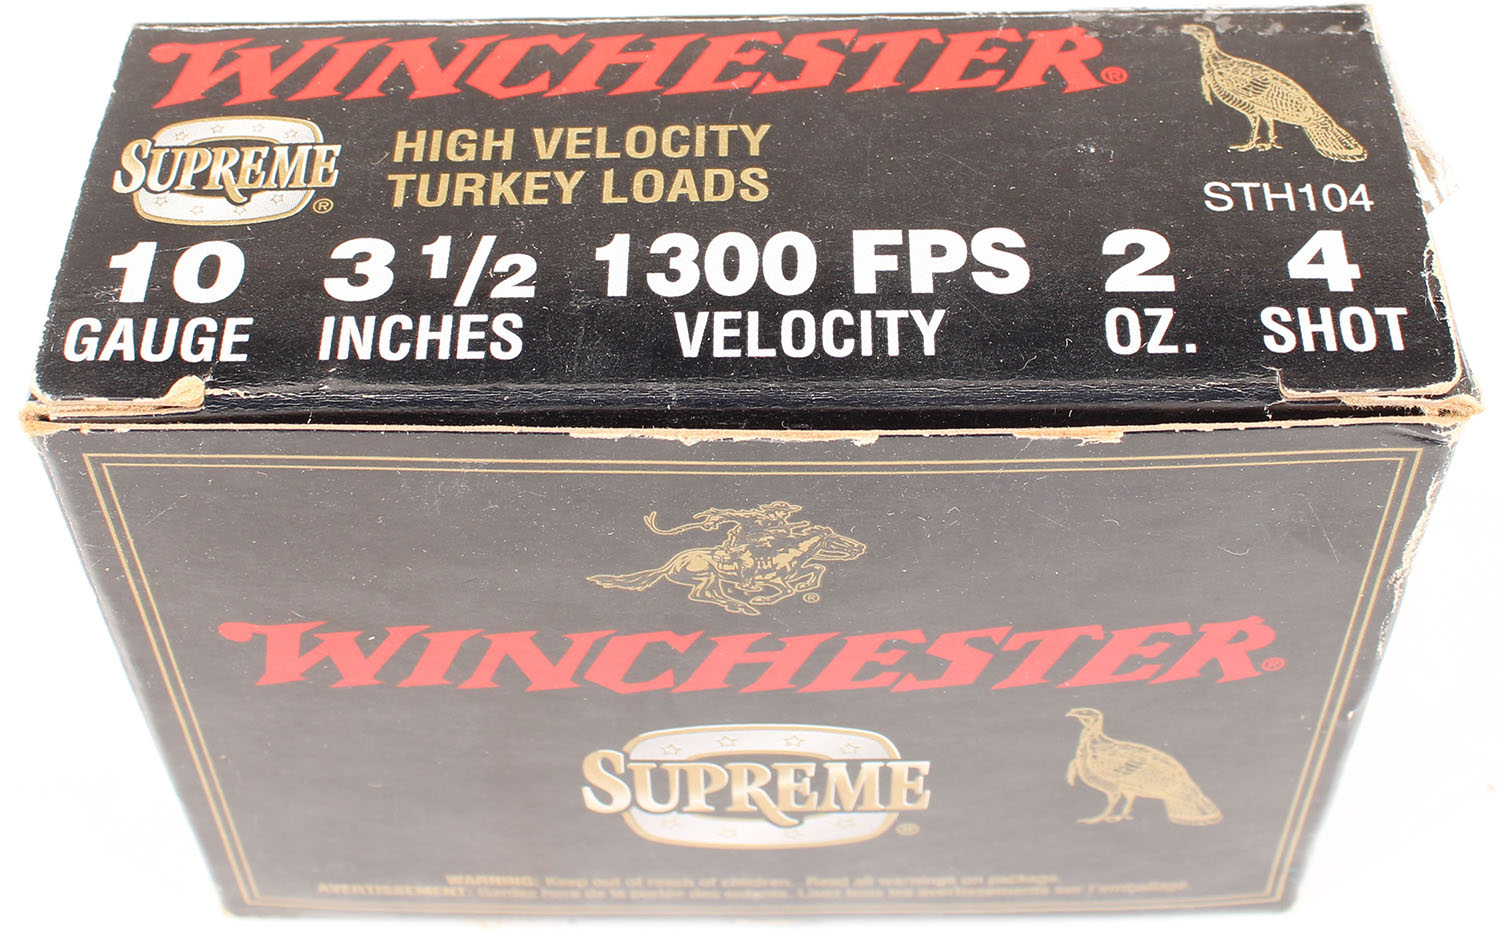 WINCHESTER®
SUPREME®
HIGH VELOCITY
TURKEY LOADS
STH104
10 3 1/2 1300 FPS 2 4
GAUGE INCHES VELOCITY OZ. SHOT
WINCHESTER®
SUPREME®
WARNING: Keep out of reach of children. Read all warnings on package.
AVERTISSEMENT: Garder hors de la portée des enfants. Lisez tous les avertissements sur l'emballage.